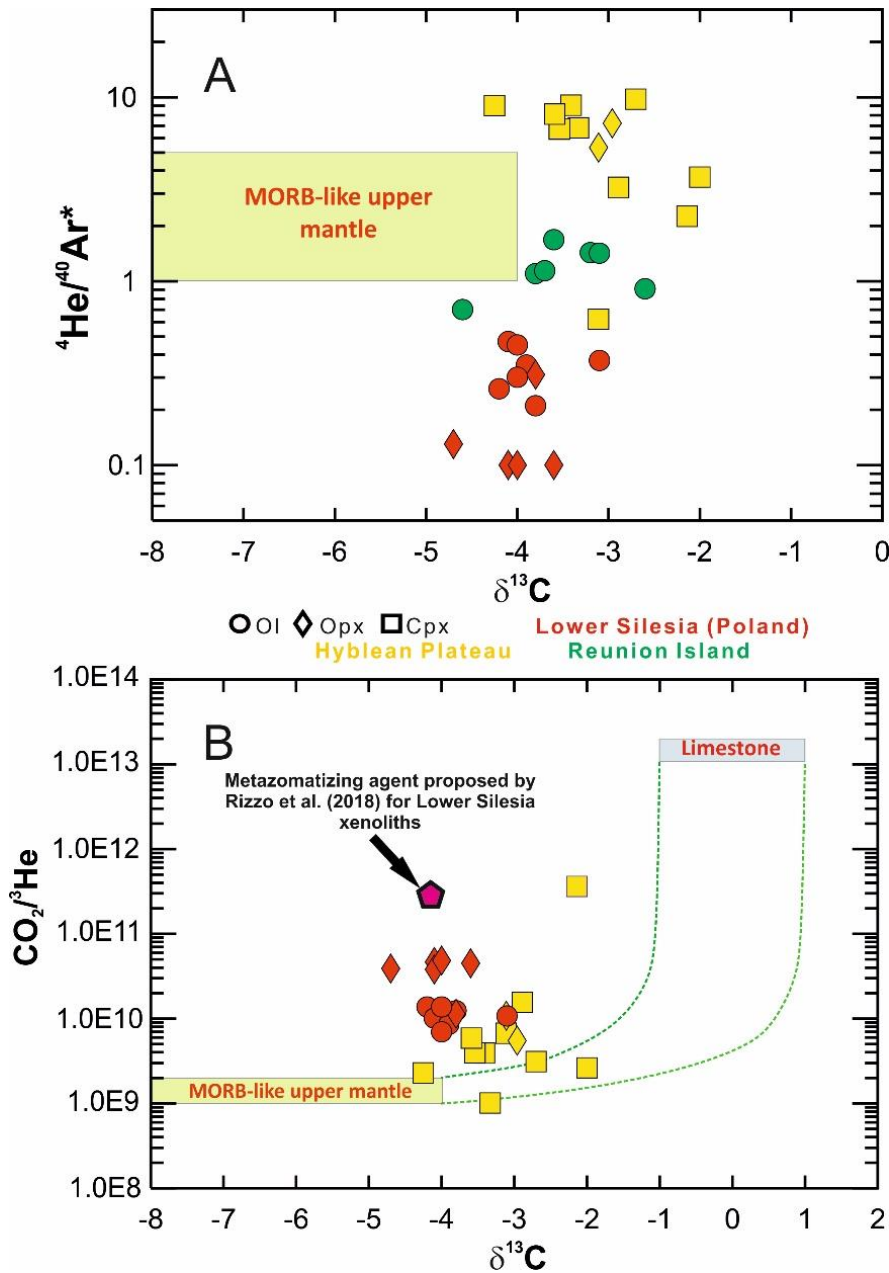 A
10
1
0.1
⁴He/⁴⁰Ar*
MORB-like upper
mantle
-8 -7 -6 -5 -4 -3 -2 -1 0
δ¹³C
Ol Opx Cpx Lower Silesia (Poland)
Hyblean Plateau Reunion Island
B
1.0E14
1.0E13
1.0E12
1.0E11
1.0E10
1.0E9
1.0E8
CO₂/³He
Limestone
Metazomatizing agent proposed by
Rizzo et al. (2018) for Lower Silesia
xenoliths
MORB-like upper mantle
-8 -7 -6 -5 -4 -3 -2 -1 0 1 2
δ¹³C